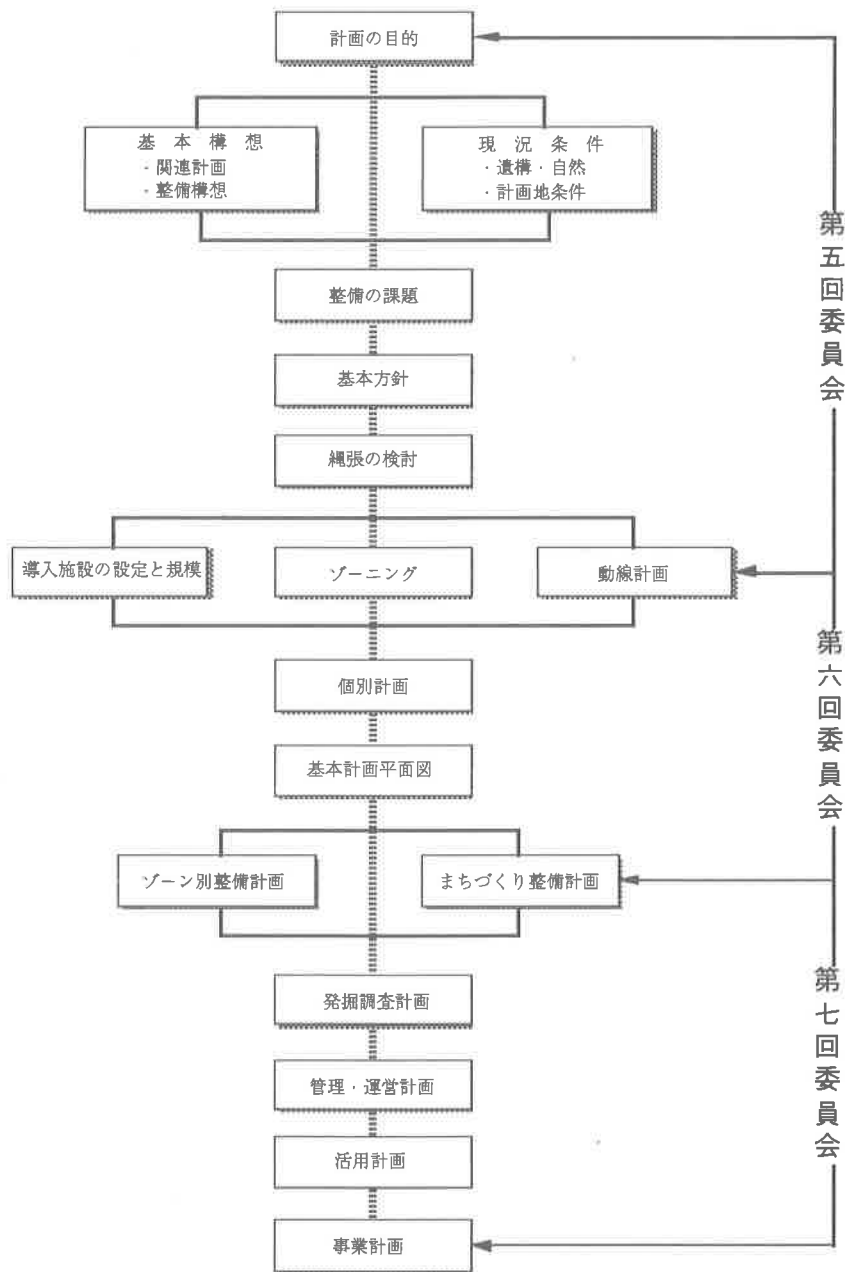 計画の目的
基本構想
・関連計画
・整備構想
現況条件
・遺構・自然
・計画地条件
整備の課題
基本方針
縄張の検討
導入施設の設定と規模
ゾーニング
動線計画
個別計画
基本計画平面図
ゾーン別整備計画
まちづくり整備計画
発掘調査計画
管理・運営計画
活用計画
事業計画
第五回委員会
第六回委員会
第七回委員会